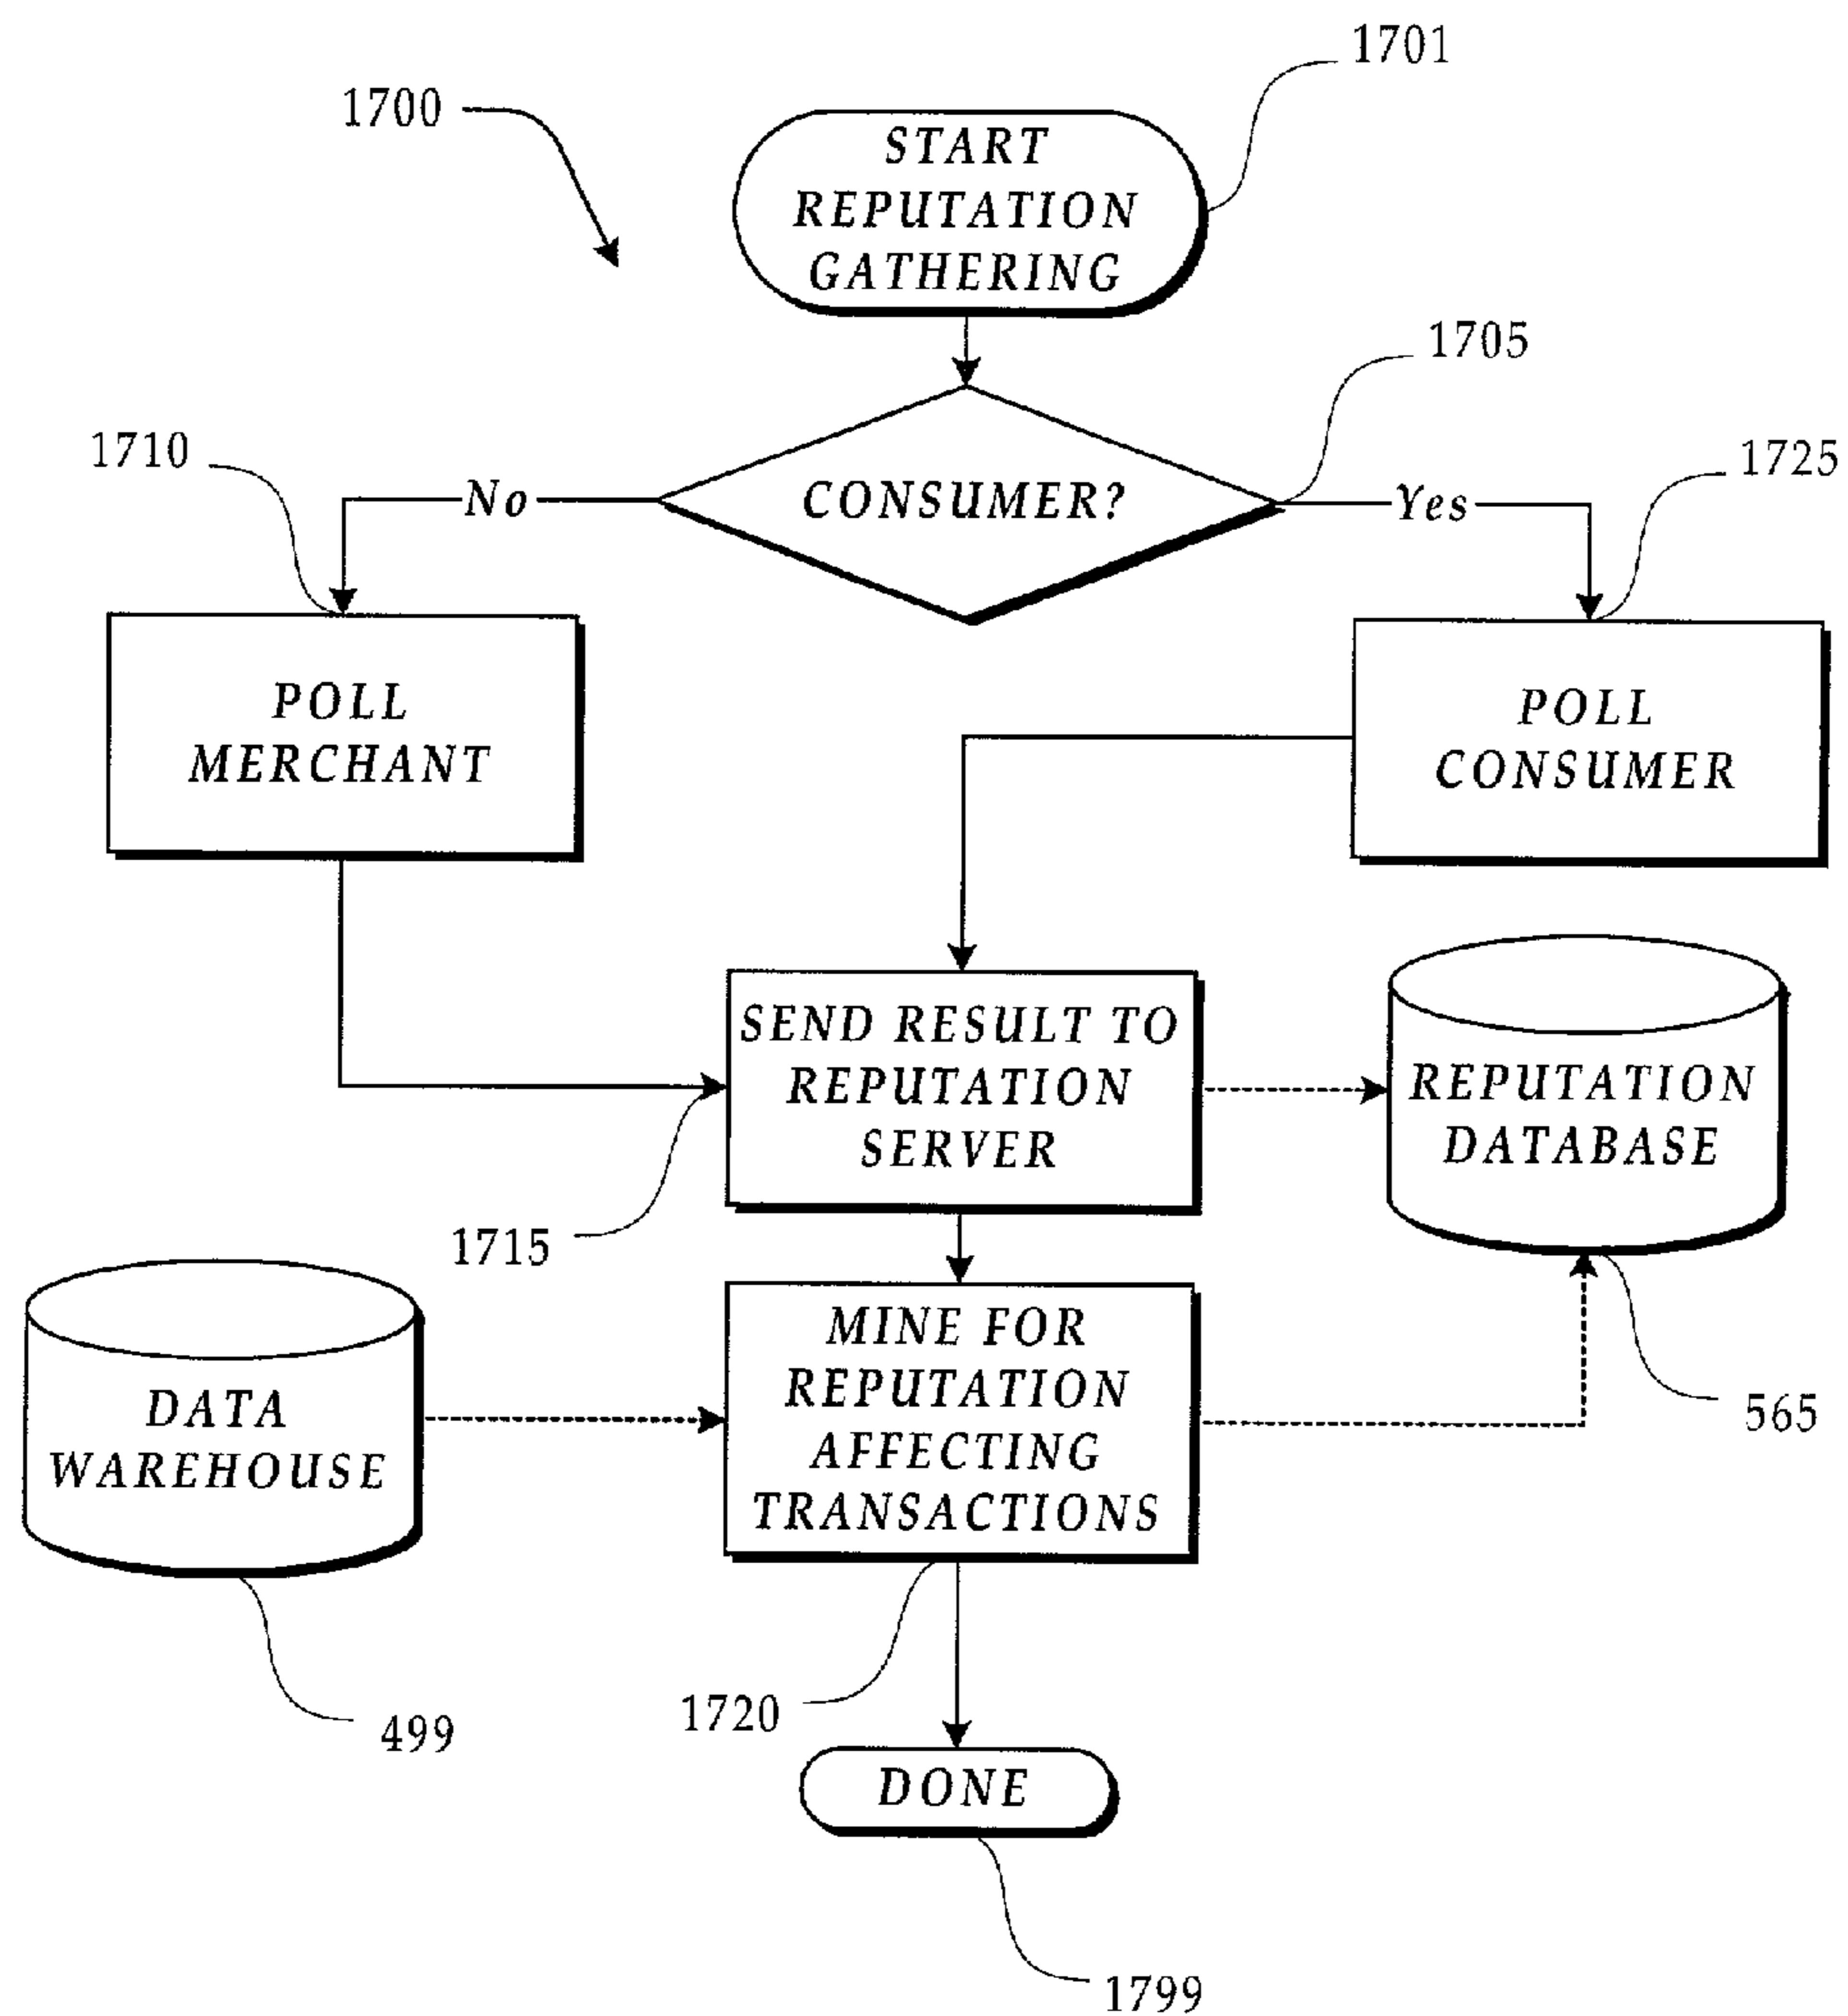 1701
1700
START
REPUTATION
GATHERING
1705
1710
1725
No
CONSUMER?
Yes
POLL
MERCHANT
POLL
CONSUMER
SEND RESULT TO
REPUTATION
SERVER
REPUTATION
DATABASE
1715
MINE FOR
REPUTATION
AFFECTING
TRANSACTIONS
DATA
WAREHOUSE
565
499
1720
DONE
1799